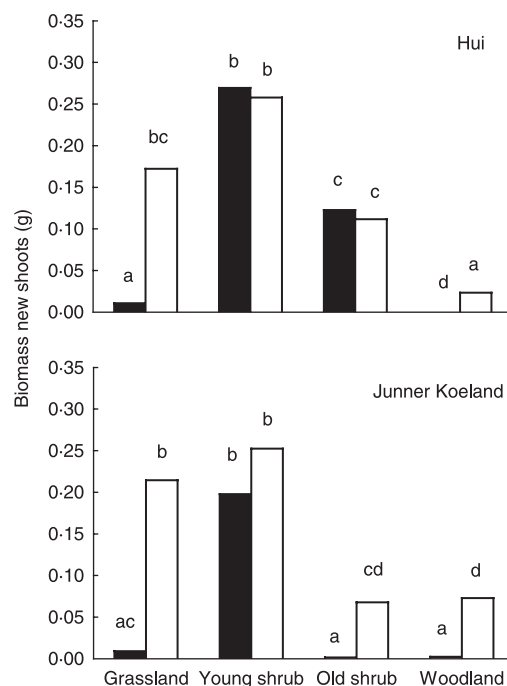 Hui
0·35
0·30
0·25
0·20
0·15
0·10
0·05
0·00
a bc b b c c d a
Biomass new shoots (g)
Junner Koeland
0·35
0·30
0·25
0·20
0·15
0·10
0·05
0·00
ac b b b a cd a d
Grassland Young shrub Old shrub Woodland